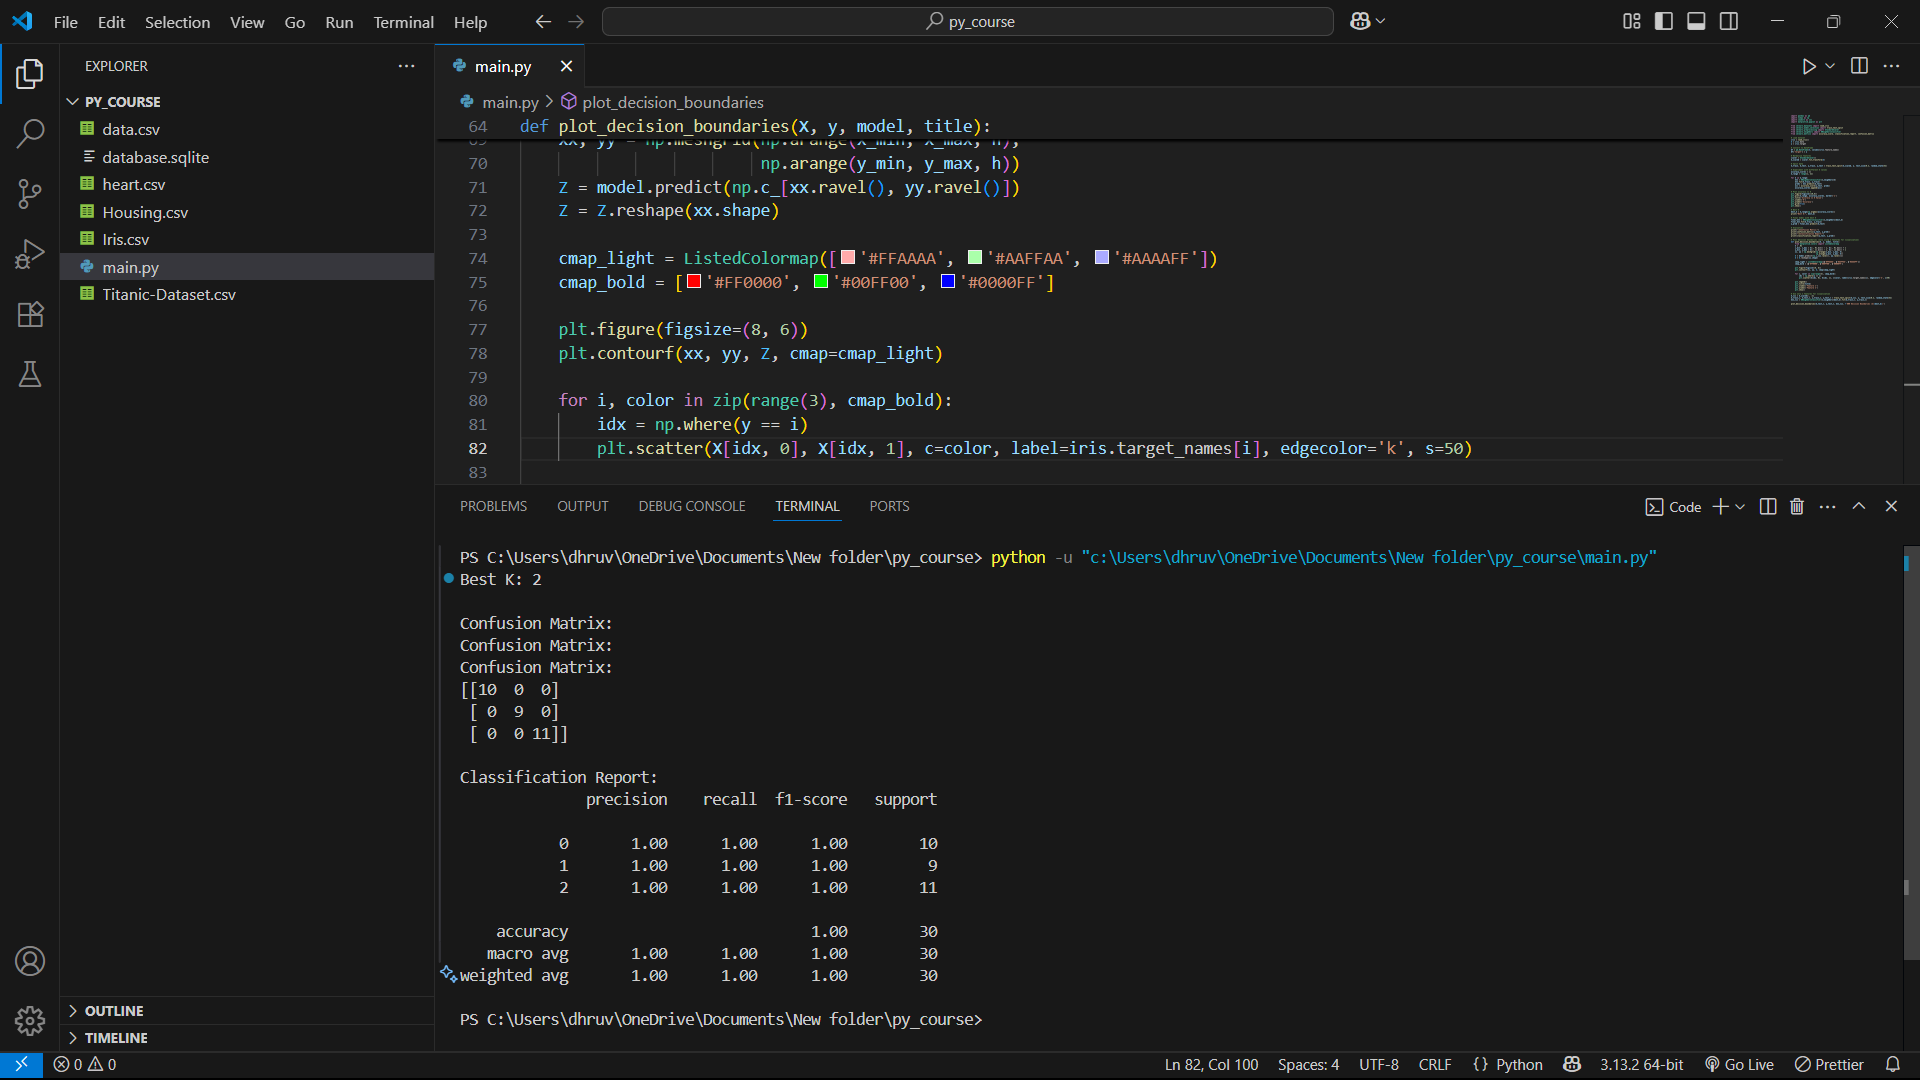 File Edit Selection View Go Run Terminal Help
py_course
EXPLORER
PY_COURSE
data.csv
database.sqlite
heart.csv
Housing.csv
Iris.csv
main.py
Titanic-Dataset.csv
OUTLINE
TIMELINE
main.py
main.py > plot_decision_boundaries
64 def plot_decision_boundaries(X, y, model, title):
69 xx, yy = np.meshgrid(np.arange(x_min, x_max, h),
70 np.arange(y_min, y_max, h))
71 Z = model.predict(np.c_[xx.ravel(), yy.ravel()])
72 Z = Z.reshape(xx.shape)
73
74 cmap_light = ListedColormap(['#FFAAAA', '#AAFFAA', '#AAAAFF'])
75 cmap_bold = ['#FF0000', '#00FF00', '#0000FF']
76
77 plt.figure(figsize=(8, 6))
78 plt.contourf(xx, yy, Z, cmap=cmap_light)
79
80 for i, color in zip(range(3), cmap_bold):
81 idx = np.where(y == i)
82 plt.scatter(X[idx, 0], X[idx, 1], c=color, label=iris.target_names[i], edgecolor='k', s=50)
83
PROBLEMS OUTPUT DEBUG CONSOLE TERMINAL PORTS
Code
PS C:\Users\dhruv\OneDrive\Documents\New folder\py_course> python -u "c:\Users\dhruv\OneDrive\Documents\New folder\py_course\main.py"
Best K: 2
Confusion Matrix:
Confusion Matrix:
Confusion Matrix:
[[10 0 0]
[ 0 9 0]
[ 0 0 11]]
Classification Report:
precision recall f1-score support
0 1.00 1.00 1.00 10
1 1.00 1.00 1.00 9
2 1.00 1.00 1.00 11
accuracy 1.00 30
macro avg 1.00 1.00 1.00 30
weighted avg 1.00 1.00 1.00 30
PS C:\Users\dhruv\OneDrive\Documents\New folder\py_course>
0 0
Ln 82, Col 100 Spaces: 4 UTF-8 CRLF {} Python 3.13.2 64-bit Go Live Prettier